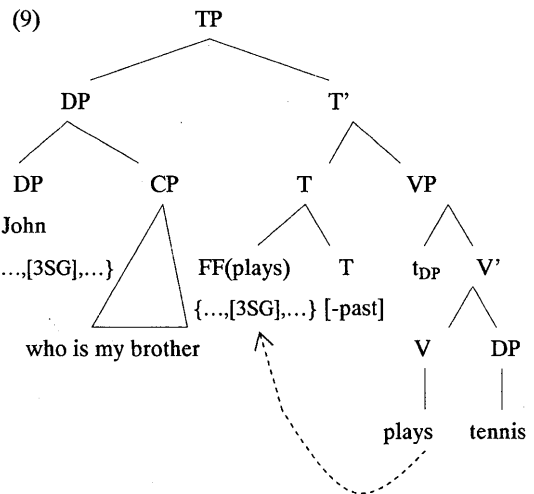 (9) TP
DP T’
DP CP T VP
John
…,[3SG],…} FF(plays) T tDP V’
{…,[3SG],…} [-past]
who is my brother V DP
plays tennis